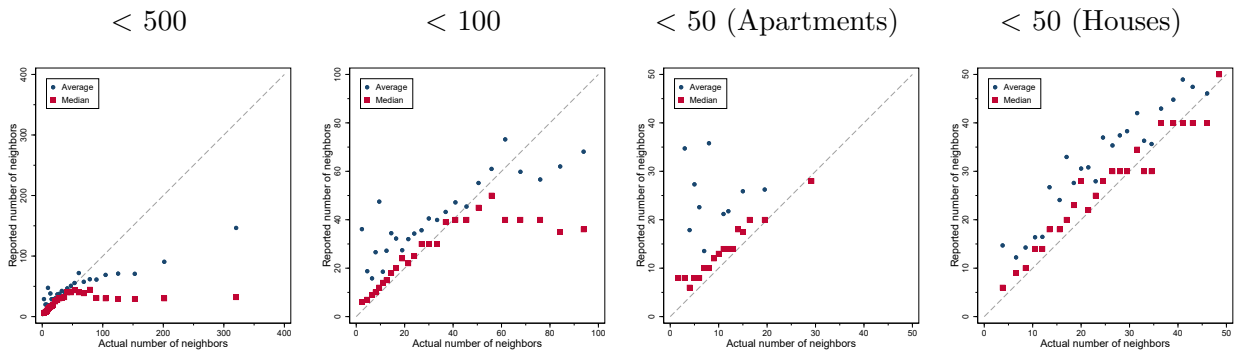 < 500
Reported number of neighbors
0 100 200 300 400
Average
Median
0 100 200 300 400
Actual number of neighbors
< 100
Reported number of neighbors
0 20 40 60 80 100
Average
Median
0 20 40 60 80 100
Actual number of neighbors
< 50 (Apartments)
Reported number of neighbors
0 10 20 30 40 50
Average
Median
0 10 20 30 40 50
Actual number of neighbors
< 50 (Houses)
Reported number of neighbors
0 10 20 30 40 50
Average
Median
0 10 20 30 40 50
Actual number of neighbors